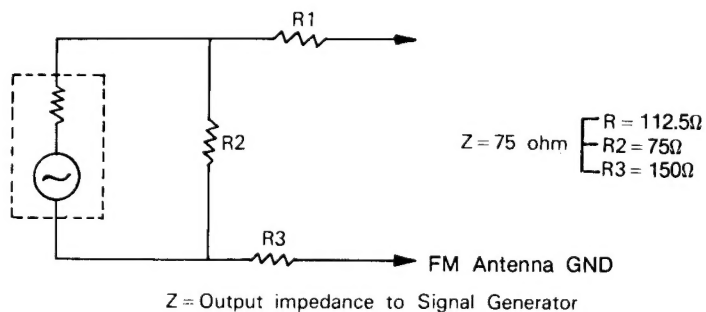 R1
R2
Z = 75 ohm
R = 112.5Ω
R2 = 75Ω
R3 = 150Ω
R3
FM Antenna GND
Z = Output impedance to Signal Generator